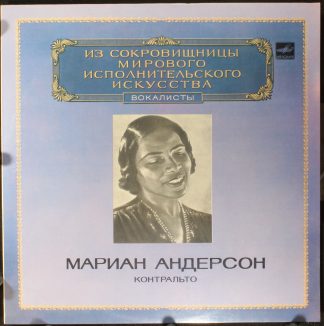 ИЗ СОКРОВИЩНИЦЫ
МИРОВОГО
ИСПОЛНИТЕЛЬСКОГО
ИСКУССТВА
ВОКАЛИСТЫ
МАРИАН АНДЕРСОН
КОНТРАЛЬТО